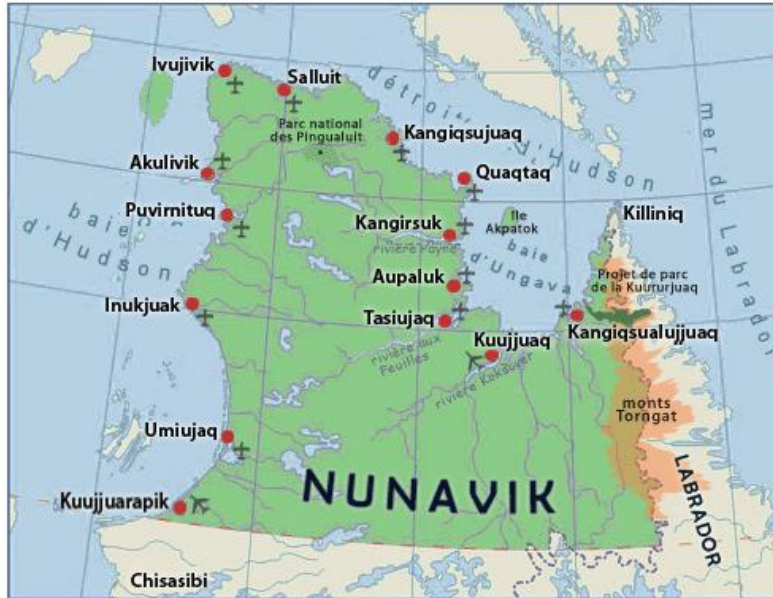 Ivujivik
Salluit
détroit d'Hudson
Parc national
des Pingualuit
Kangiqsujuaq
Akulivik
Quaqtaq
mer du Labrador
Puvirnituq
baie
d'Hudson
Kangirsuk
rivière Payne
Île
Akpatok
Killiniq
baie
d'Ungava
Aupaluk
Projet de parc
de la Kuururjuaq
Inukjuak
Tasiujaq
Kangiqsualujjuaq
Kuujjuaq
rivière aux
Feuilles
rivière Koksover
monts
Torngat
Umiujaq
NUNAVIK
LABRADOR
Kuujjuarapik
Chisasibi